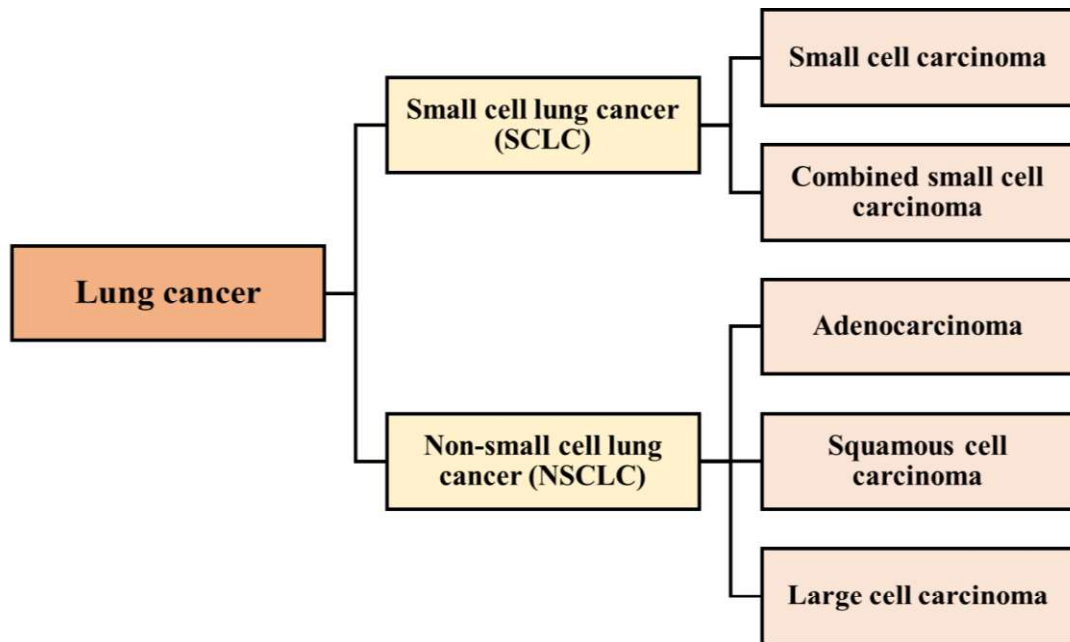 Lung cancer
Small cell lung cancer
(SCLC)
Small cell carcinoma
Combined small cell
carcinoma
Non-small cell lung
cancer (NSCLC)
Adenocarcinoma
Squamous cell
carcinoma
Large cell carcinoma